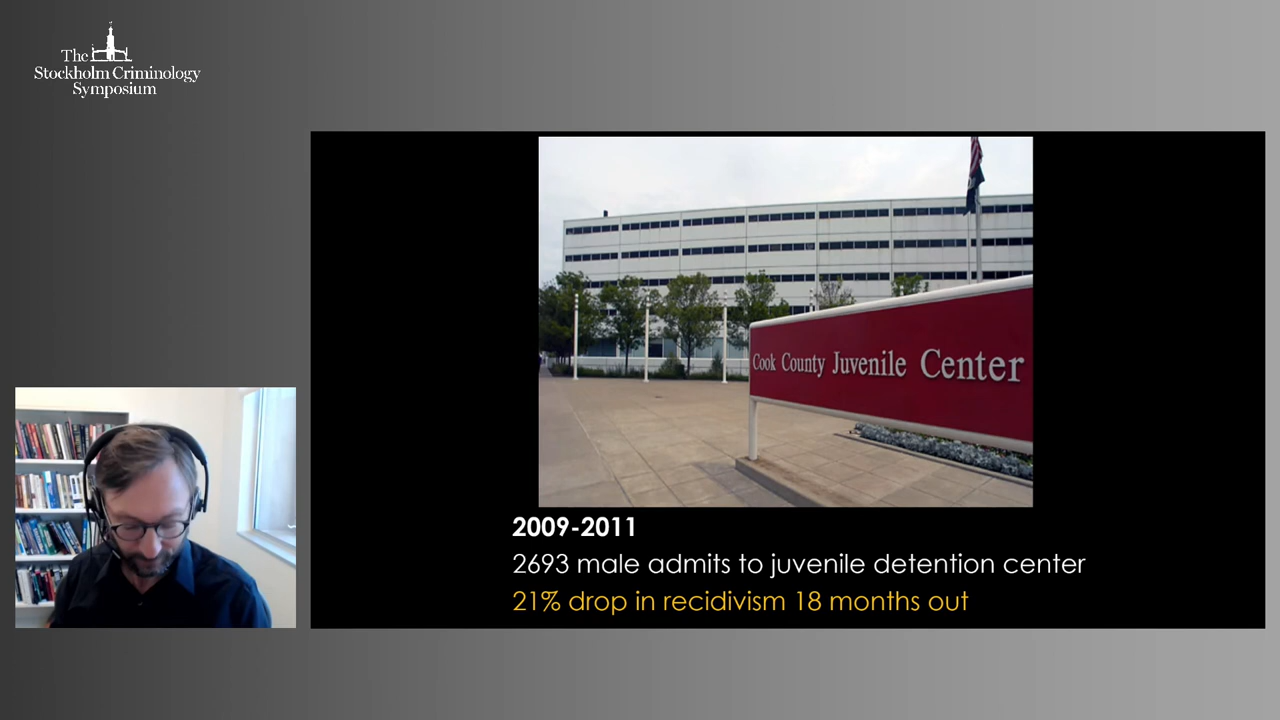 The
Stockholm Criminology
Symposium
Cook County Juvenile Center
2009-2011
2693 male admits to juvenile detention center
21% drop in recidivism 18 months out